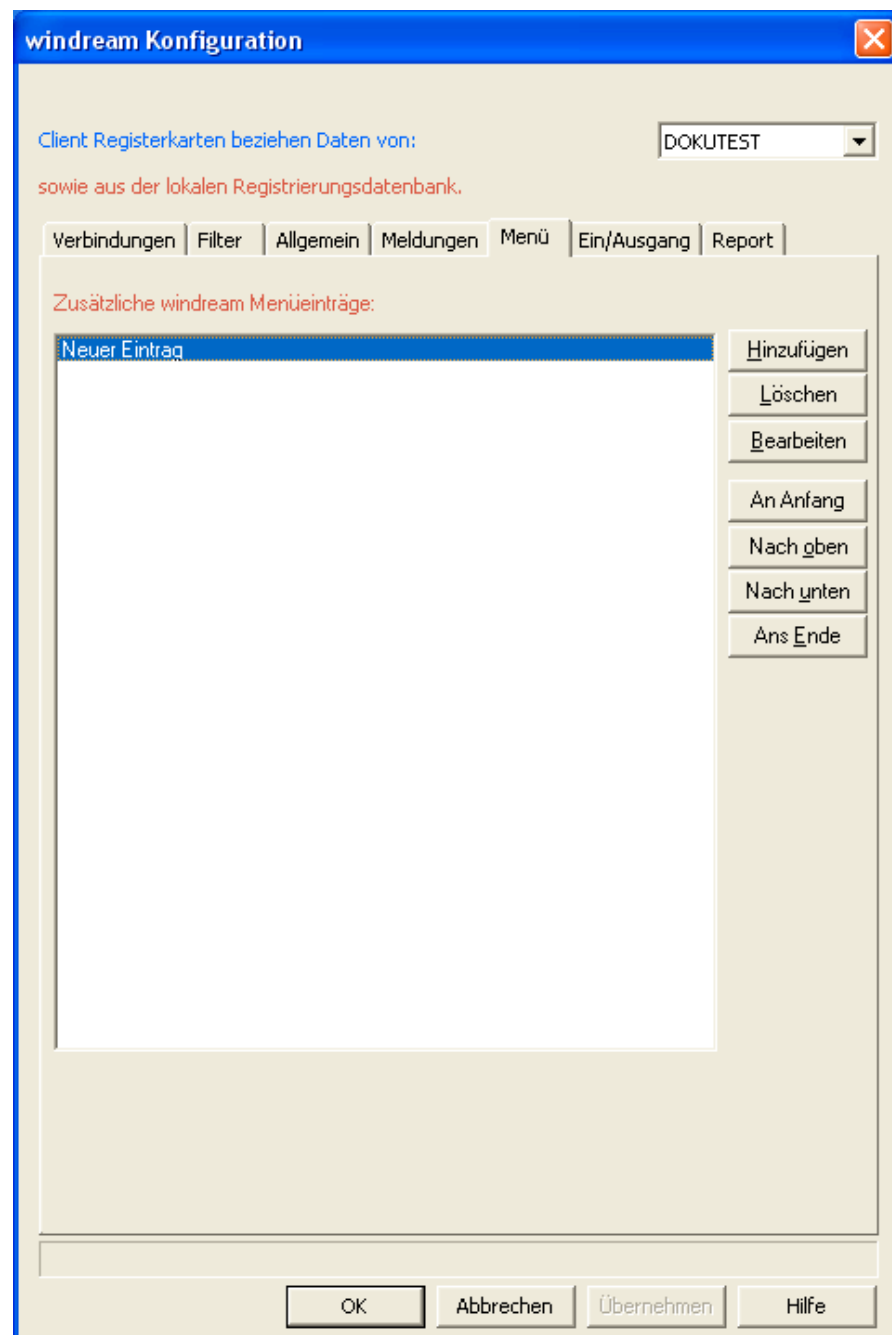 windream Konfiguration
Client Registerkarten beziehen Daten von:
DOKUTEST
sowie aus der lokalen Registrierungsdatenbank.
Verbindungen Filter Allgemein Meldungen Menü Ein/Ausgang Report
Zusätzliche windream Menüeinträge:
Neuer Eintrag
Hinzufügen
Löschen
Bearbeiten
An Anfang
Nach oben
Nach unten
Ans Ende
OK Abbrechen Übernehmen Hilfe